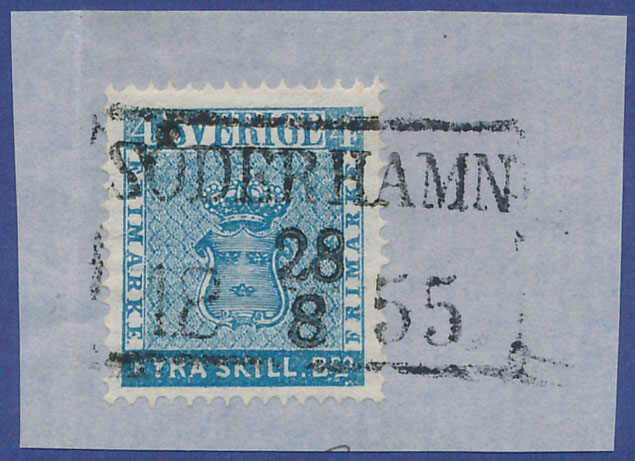 4 SVERIGE 4
SÖDERHAMN
FRIMARKE
FRIMARKE
28
12 8 55
FYRA SKILL. Bco